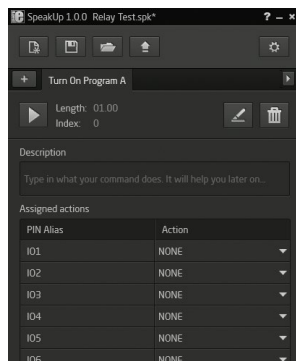 SpeakUp 1.0.0 Relay Test.spk* ? – ×
+ Turn On Program A
Length: 01.00
Index: 0
Description
Type in what your command does. It will help you later on...
Assigned actions
PIN Alias Action
IO1 NONE
IO2 NONE
IO3 NONE
IO4 NONE
IO5 NONE
IO6 NONE